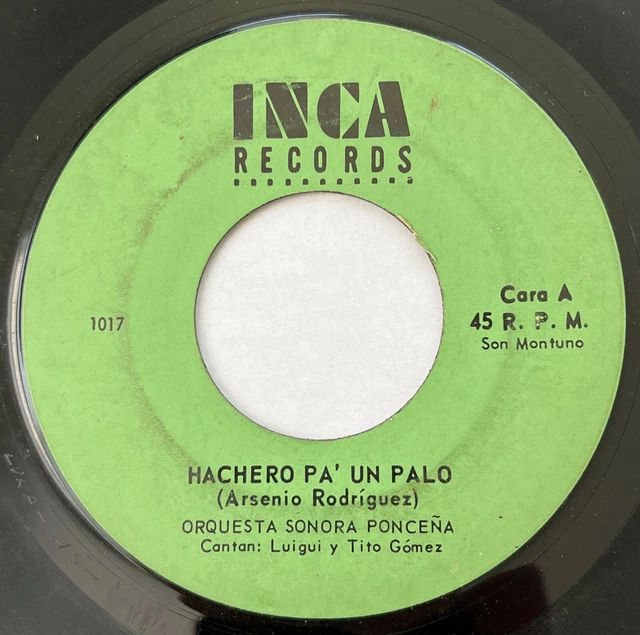 INCA
RECORDS
1017
Cara A
45 R. P. M.
Son Montuno
HACHERO PA' UN PALO
(Arsenio Rodríguez)
ORQUESTA SONORA PONCEÑA
Cantan: Luigui y Tito Gómez